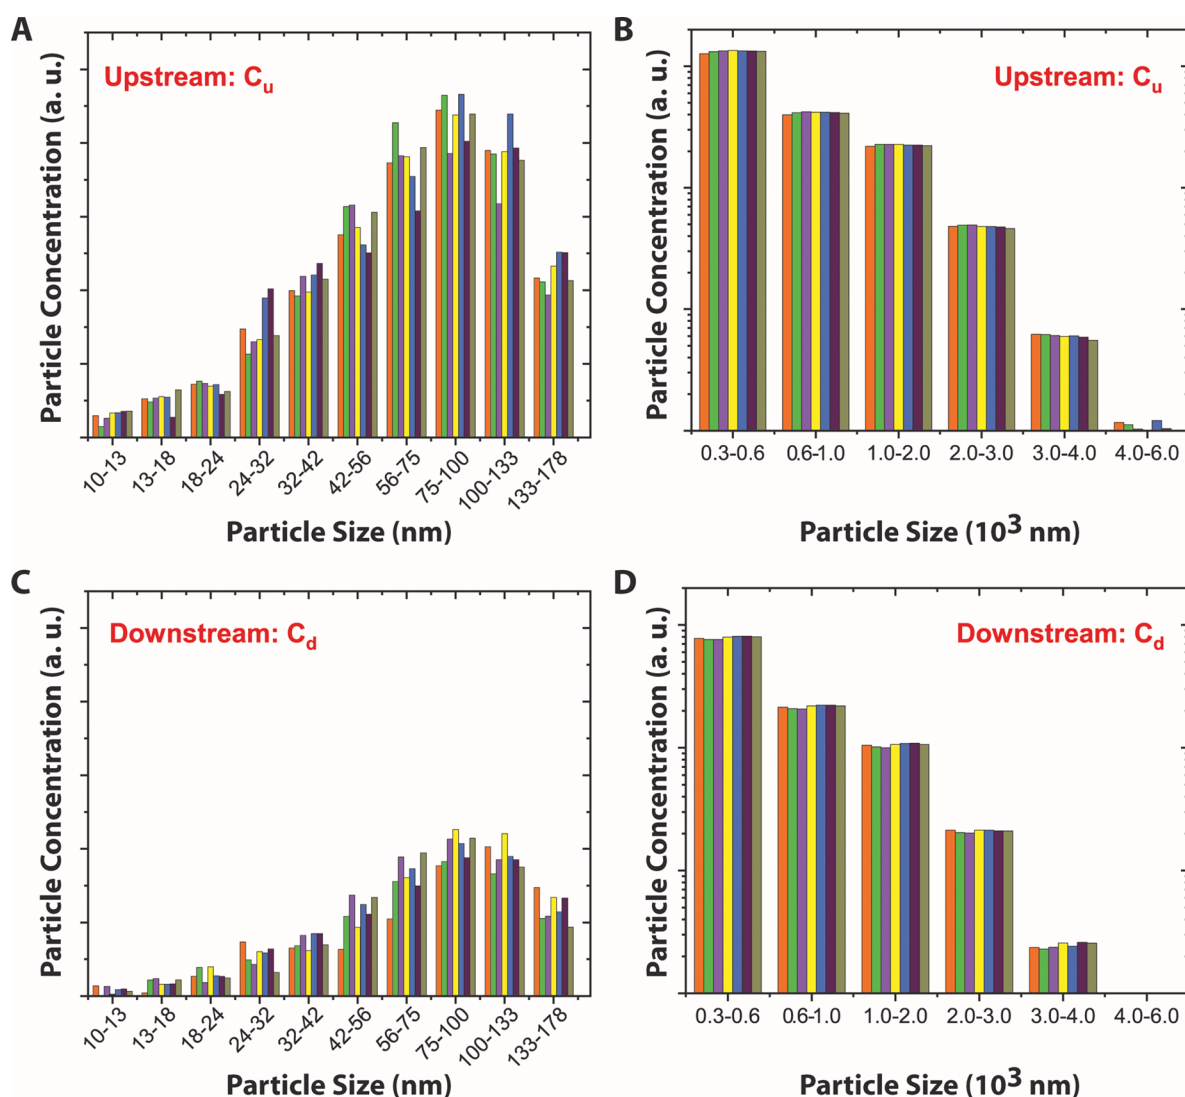 A
Upstream: Cu
Particle Concentration (a. u.)
10-13
13-18
18-24
24-32
32-42
42-56
56-75
75-100
100-133
133-178
Particle Size (nm)
B
Upstream: Cu
Particle Concentration (a. u.)
0.3-0.6
0.6-1.0
1.0-2.0
2.0-3.0
3.0-4.0
4.0-6.0
Particle Size (10³ nm)
C
Downstream: Cd
Particle Concentration (a. u.)
10-13
13-18
18-24
24-32
32-42
42-56
56-75
75-100
100-133
133-178
Particle Size (nm)
D
Downstream: Cd
Particle Concentration (a. u.)
0.3-0.6
0.6-1.0
1.0-2.0
2.0-3.0
3.0-4.0
4.0-6.0
Particle Size (10³ nm)